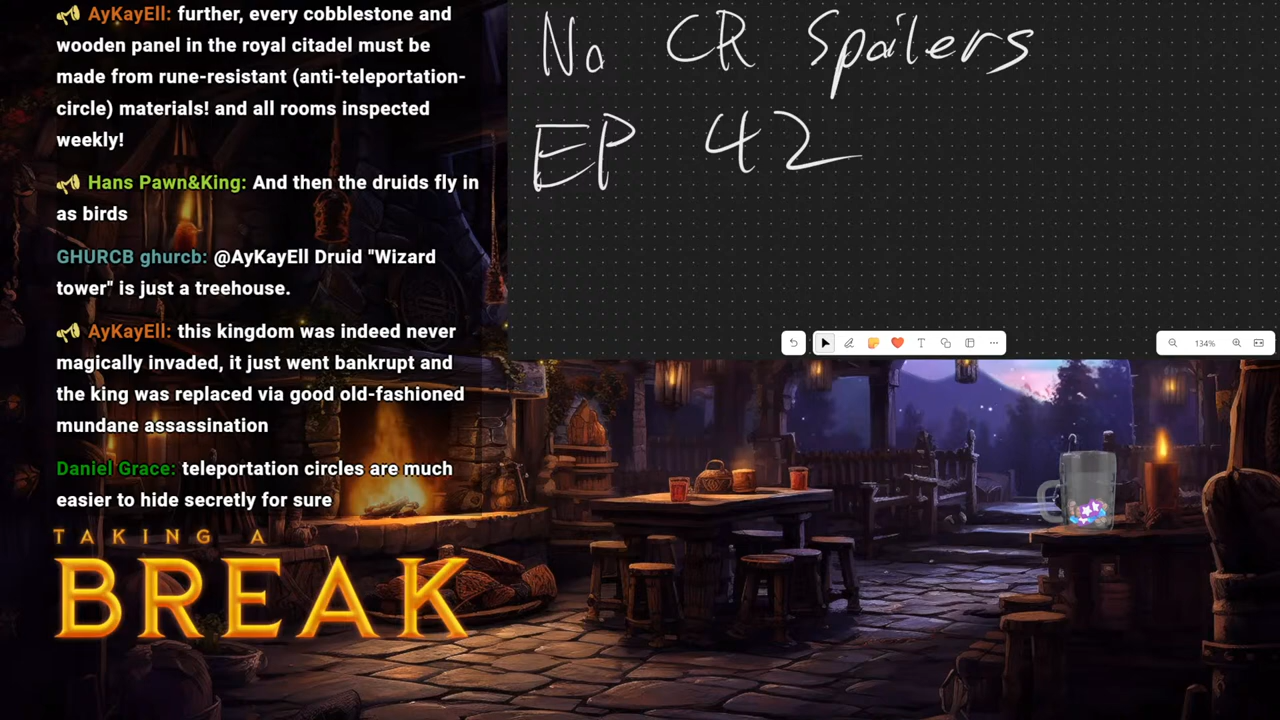 AyKayEll: further, every cobblestone and
wooden panel in the royal citadel must be
made from rune-resistant (anti-teleportation-
circle) materials! and all rooms inspected
weekly!
Hans Pawn&King: And then the druids fly in
as birds
GHURCB ghurcb: @AyKayEll Druid "Wizard
tower" is just a treehouse.
AyKayEll: this kingdom was indeed never
magically invaded, it just went bankrupt and
the king was replaced via good old-fashioned
mundane assassination
Daniel Grace: teleportation circles are much
easier to hide secretly for sure
TAKING A
BREAK
No CR Spoilers
EP 42
T
134%